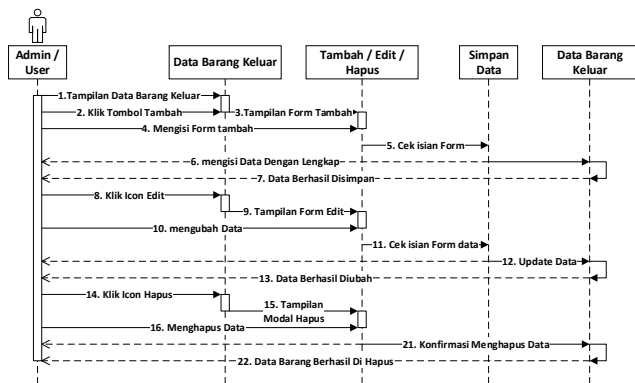 Admin /
User
Data Barang Keluar
Tambah / Edit /
Hapus
Simpan
Data
Data Barang
Keluar
1.Tampilan Data Barang Keluar
2. Klik Tombol Tambah
3.Tampilan Form Tambah
4. Mengisi Form tambah
5. Cek isian Form
6. mengisi Data Dengan Lengkap
7. Data Berhasil Disimpan
8. Klik Icon Edit
9. Tampilan Form Edit
10. mengubah Data
11. Cek isian Form data
12. Update Data
13. Data Berhasil Diubah
14. Klik Icon Hapus
15. Tampilan
Modal Hapus
16. Menghapus Data
21. Konfirmasi Menghapus Data
22. Data Barang Berhasil Di Hapus